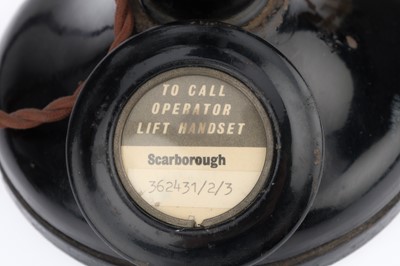 TO CALL
OPERATOR
LIFT HANDSET
Scarborough
362431/2/3